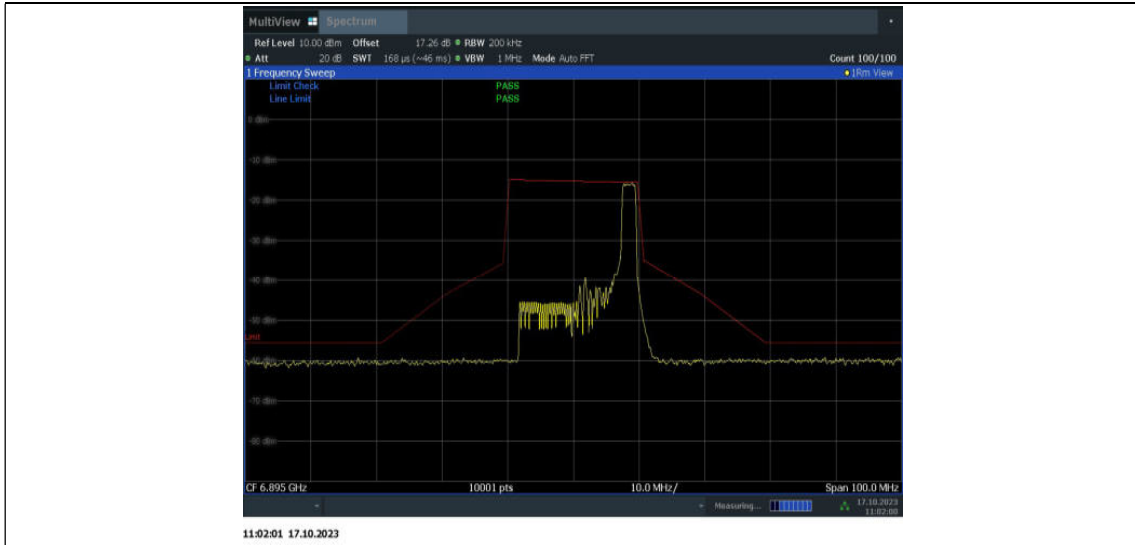 MultiView Spectrum
Ref Level 10.00 dBm Offset 17.26 dB RBW 200 kHz
Att 20 dB SWT 168 µs (~46 ms) VBW 1 MHz Mode Auto FFT Count 100/100
1 Frequency Sweep 1Rm View
Limit Check PASS
Line Limit PASS
0 dBm
-10 dBm
-20 dBm
-30 dBm
-40 dBm
-50 dBm
-60 dBm
-70 dBm
-80 dBm
CF 6.895 GHz 10001 pts 10.0 MHz/ Span 100.0 MHz
Measuring... 17.10.2023
11:02:00
11:02:01 17.10.2023